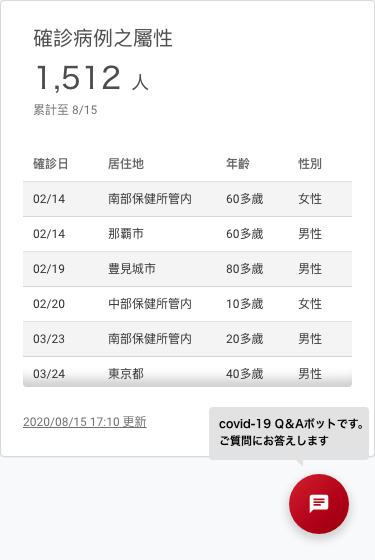 確診病例之屬性
1,512 人
累計至 8/15
確診日 居住地 年齡 性別
02/14 南部保健所管内 60多歲 女性
02/14 那覇市 60多歲 男性
02/19 豊見城市 80多歲 男性
02/20 中部保健所管内 10多歲 女性
03/23 南部保健所管内 20多歲 男性
03/24 東京都 40多歲 男性
2020/08/15 17:10 更新
covid-19 Q&Aボットです。
ご質問にお答えします